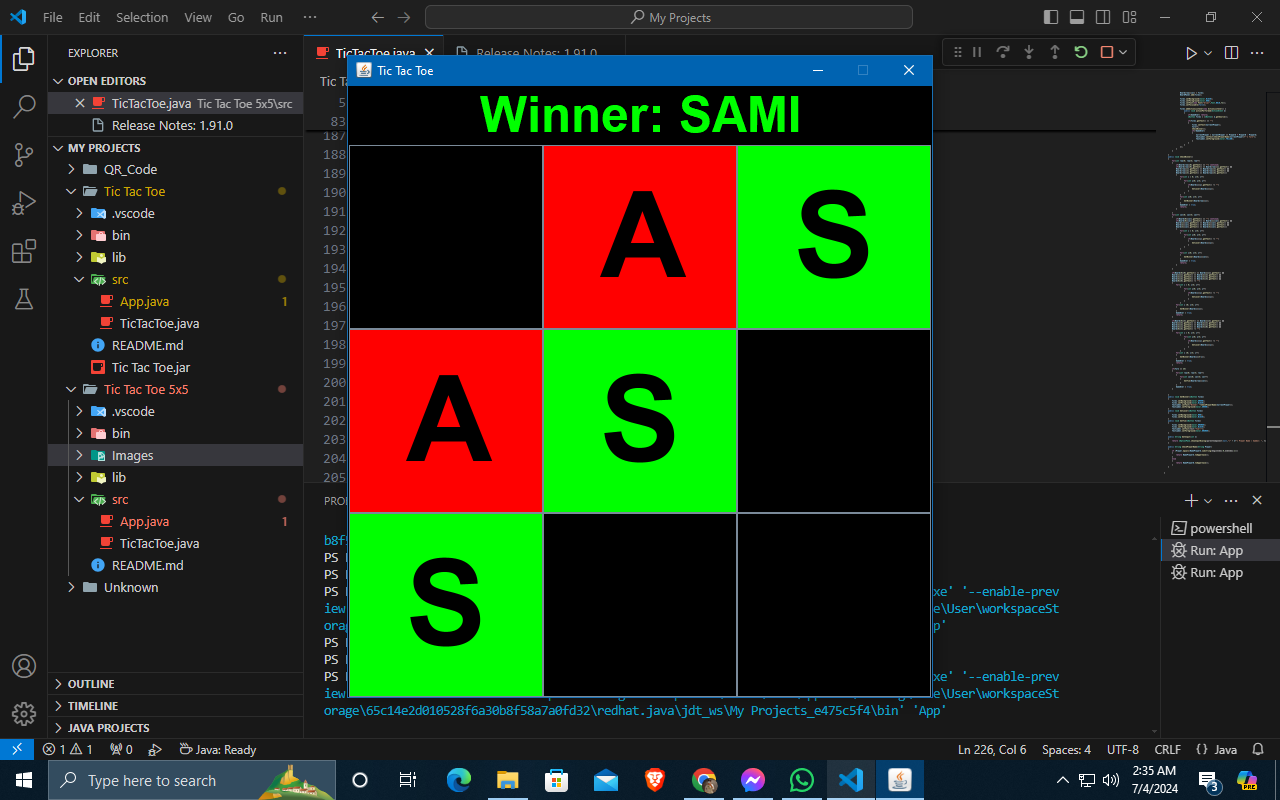 File Edit Selection View Go Run ··· My Projects
EXPLORER ···
OPEN EDITORS
TicTacToe.java Tic Tac Toe 5x5\src
Release Notes: 1.91.0
MY PROJECTS
QR_Code
Tic Tac Toe
.vscode
bin
lib
src
App.java 1
TicTacToe.java
README.md
Tic Tac Toe.jar
Tic Tac Toe 5x5
.vscode
bin
Images
lib
src
App.java 1
TicTacToe.java
README.md
Unknown
OUTLINE
TIMELINE
JAVA PROJECTS
TicTacToe.java Release Notes: 1.91.0
Tic Ta
5
83
187
188
189
190
191
192
193
194
195
196
197
198
199
200
201
202
203
204
205
Tic Tac Toe
Winner: SAMI
A S
A S
S
PS
PS
PS xe' '--enable-prev
iew e\User\workspaceSt
orag p'
PS
PS
PS xe' '--enable-prev
iew e\User\workspaceSt
orage\65c14e2d010528f6a30b8f58a7a0fd32\redhat.java\jdt_ws\My Projects_e475c5f4\bin' 'App'
powershell
Run: App
Run: App
1 1 0 Java: Ready Ln 226, Col 6 Spaces: 4 UTF-8 CRLF {} Java
Type here to search
2:35 AM
7/4/2024
3
PRE